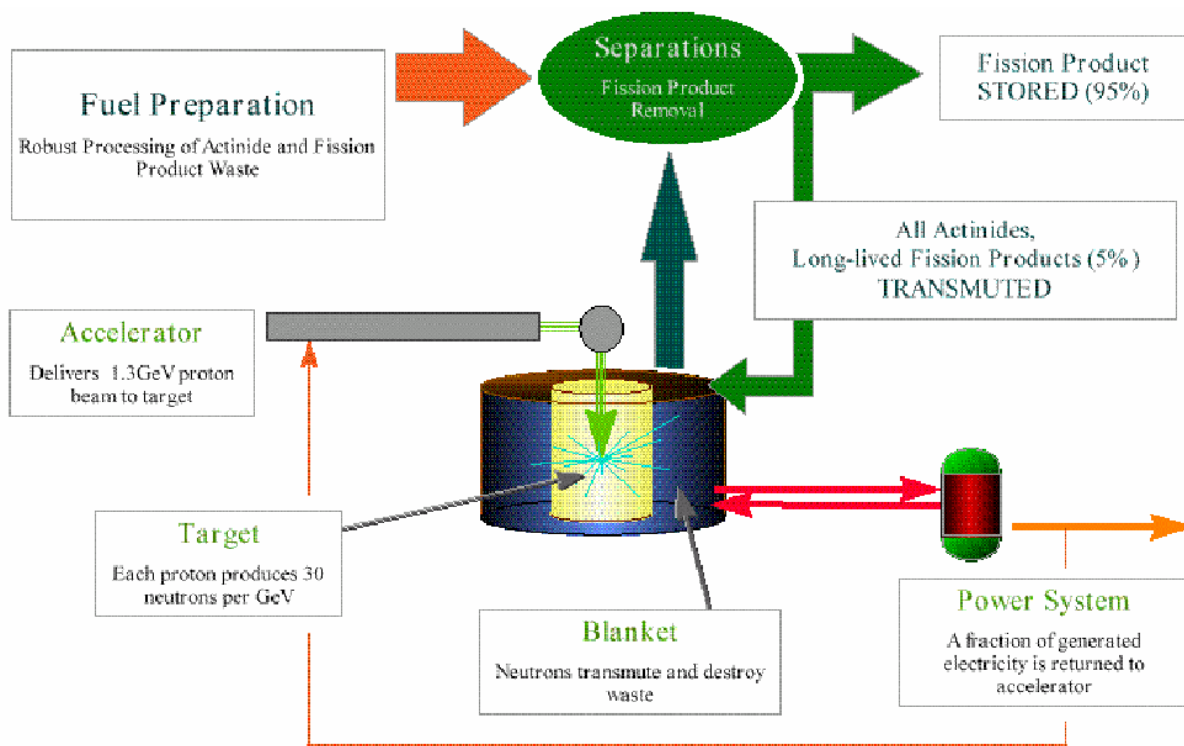 Separations
Fission Product
Removal
Fission Product
STORED (95%)
Fuel Preparation
Robust Processing of Actinide and Fission
Product Waste
All Actinides,
Long-lived Fission Products (5%)
TRANSMUTED
Accelerator
Delivers 1.3GeV proton
beam to target
Target
Each proton produces 30
neutrons per GeV
Blanket
Neutrons transmute and destroy
waste
Power System
A fraction of generated
electricity is returned to
accelerator